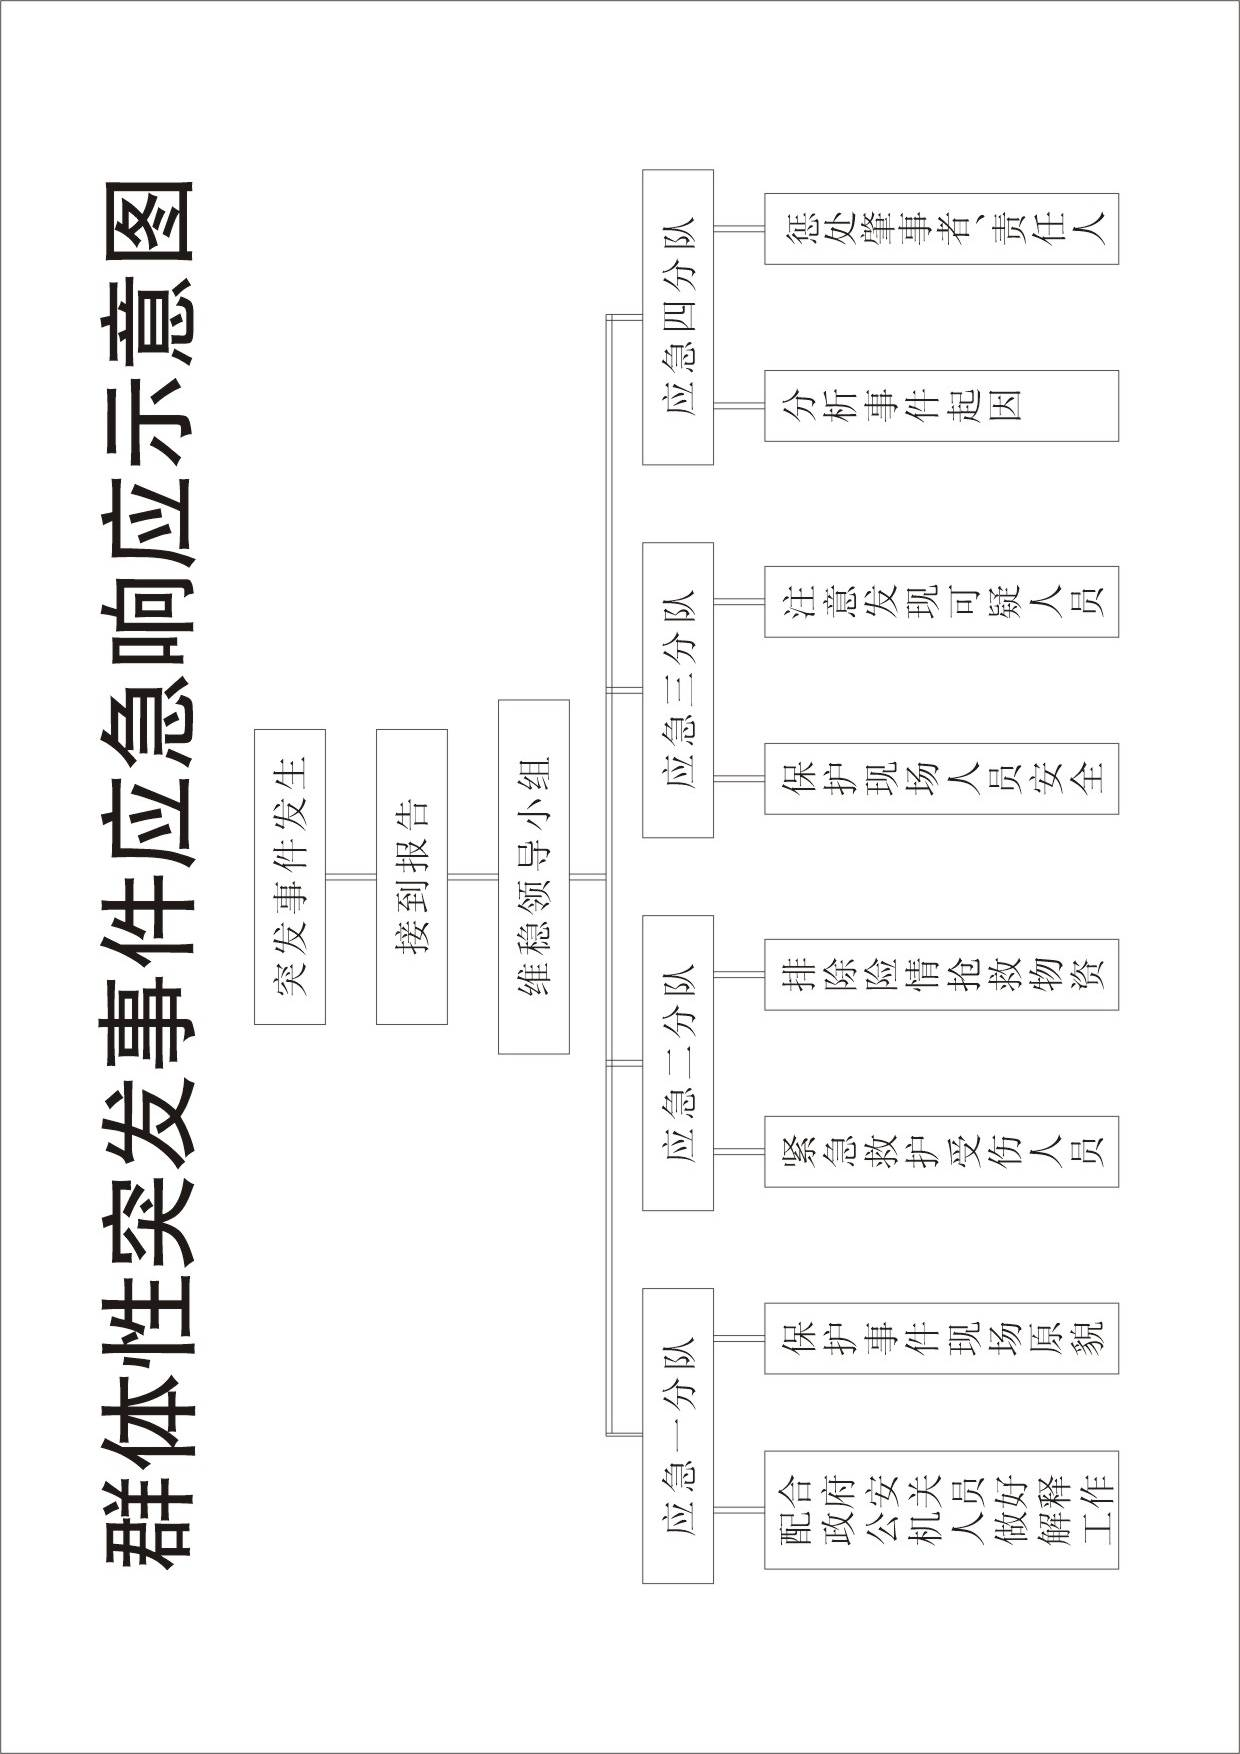 群体性突发事件应急响应示意图
突发事件发生
接到报告
维稳领导小组
应急一分队
应急二分队
应急三分队
应急四分队
配合
政府
公安
机关
人员
做好
解释
工作
保护事件现场原貌
紧急救护受伤人员
排除险情抢救物资
保护现场人员安全
注意发现可疑人员
分析事件起因
惩处肇事者、责任人